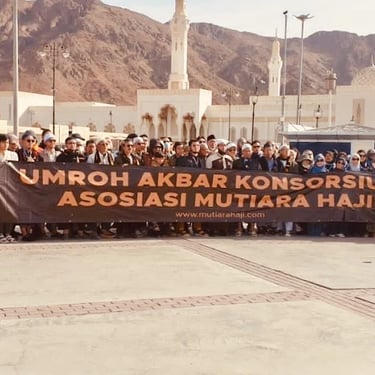 UMROH AKBAR KONSORSIU
ASOSIASI MUTIARA HAJI
www.mutiarahaji.com